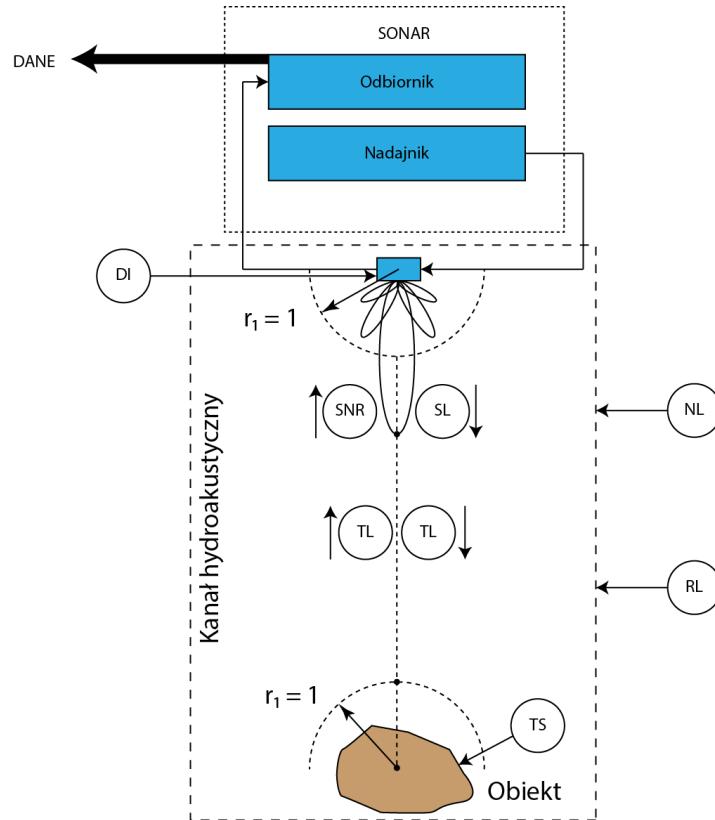 SONAR
DANE
Odbiornik
Nadajnik
DI
r₁ = 1
SNR
SL
NL
Kanał hydroakustyczny
TL
TL
RL
r₁ = 1
TS
Obiekt